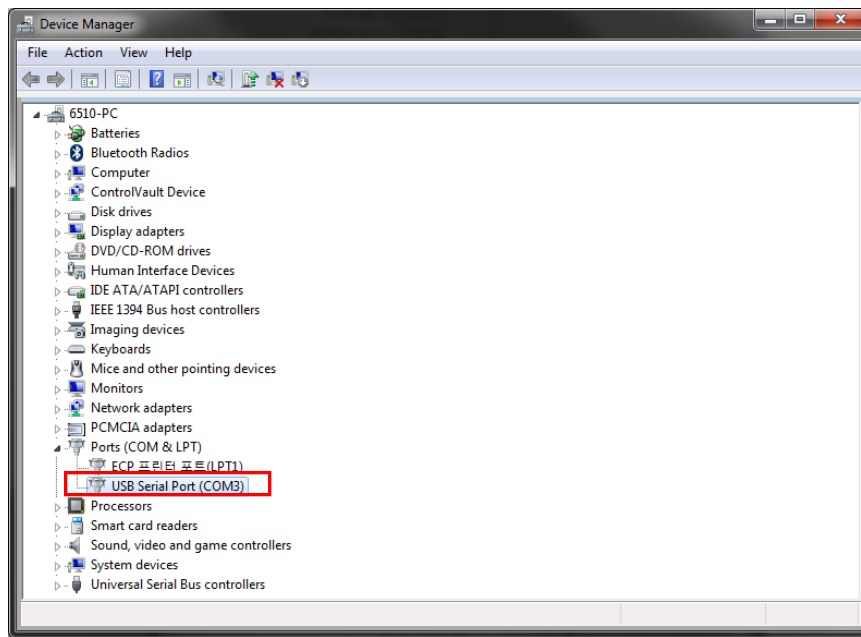 Device Manager
File Action View Help
6510-PC
Batteries
Bluetooth Radios
Computer
ControlVault Device
Disk drives
Display adapters
DVD/CD-ROM drives
Human Interface Devices
IDE ATA/ATAPI controllers
IEEE 1394 Bus host controllers
Imaging devices
Keyboards
Mice and other pointing devices
Monitors
Network adapters
PCMCIA adapters
Ports (COM & LPT)
ECP 프린터 포트(LPT1)
USB Serial Port (COM3)
Processors
Smart card readers
Sound, video and game controllers
System devices
Universal Serial Bus controllers